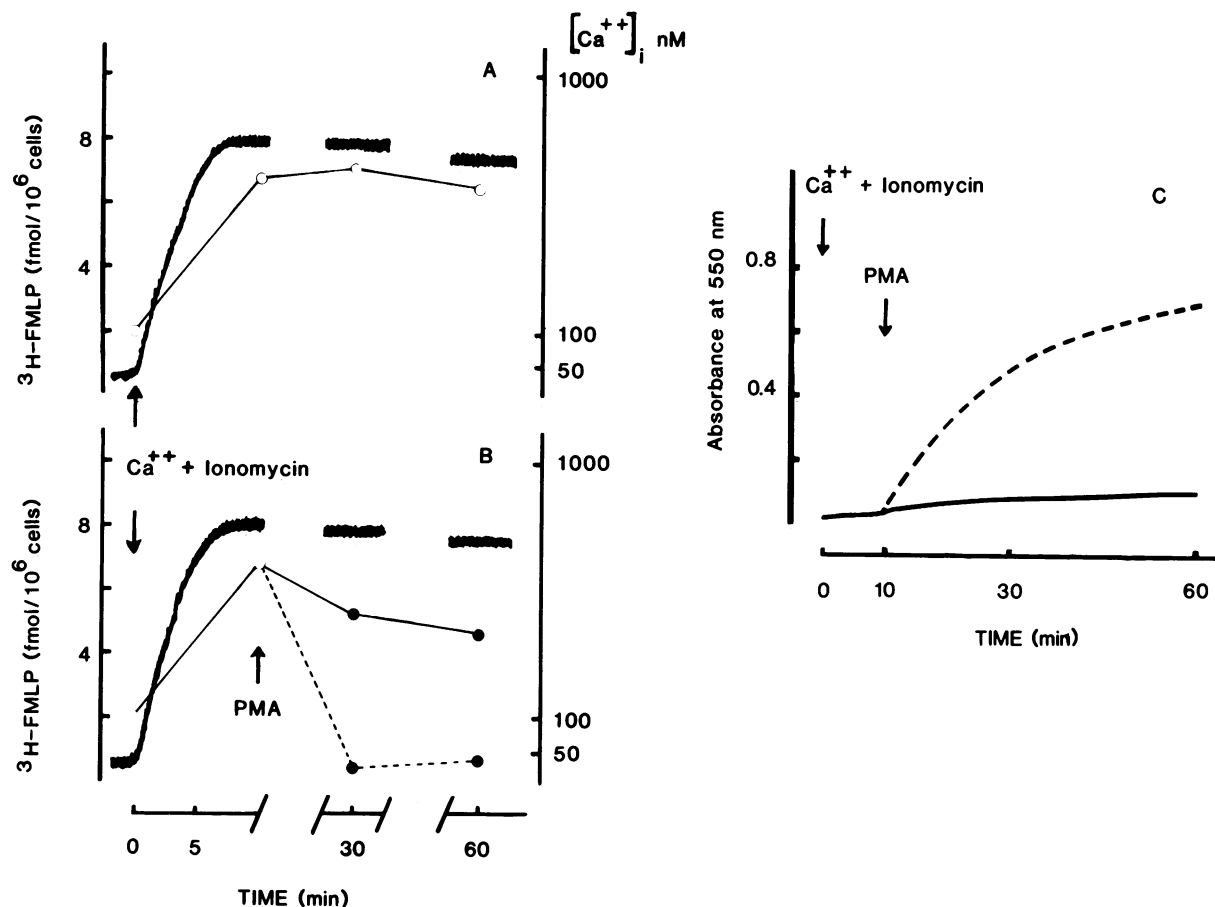 [Ca++]i nM
A
1000
8
4
100
50
3H-FMLP (fmol/10^6 cells)
Ca++ + Ionomycin
B
1000
8
4
PMA
100
50
3H-FMLP (fmol/10^6 cells)
0 5 30 60
TIME (min)
Ca++ + Ionomycin
C
PMA
0.8
0.4
Absorbance at 550 nm
0 10 30 60
TIME (min)